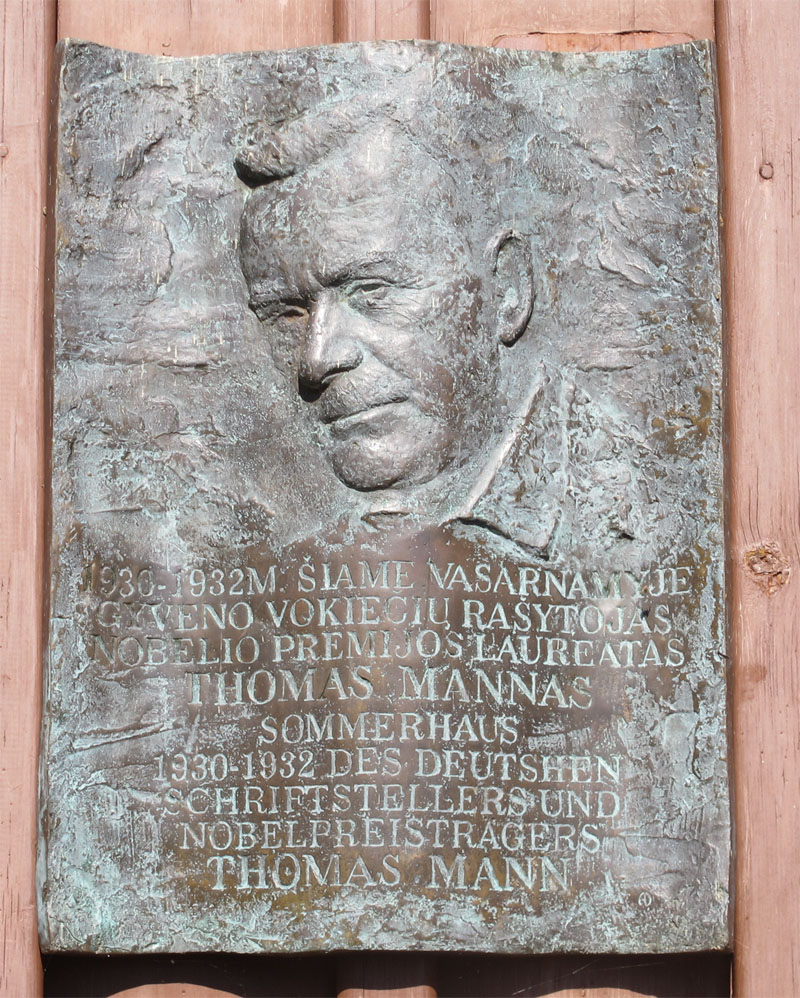 1930-1932M. ŠIAME VASARNAMYJE
GYVENO VOKIEČIŲ RAŠYTOJAS
NOBELIO PREMIJOS LAUREATAS
THOMAS MANNAS
SOMMERHAUS
1930-1932 DES DEUTSHEN
SCHRIFTSTELLERS UND
NOBELPREISTRÄGERS
THOMAS MANN